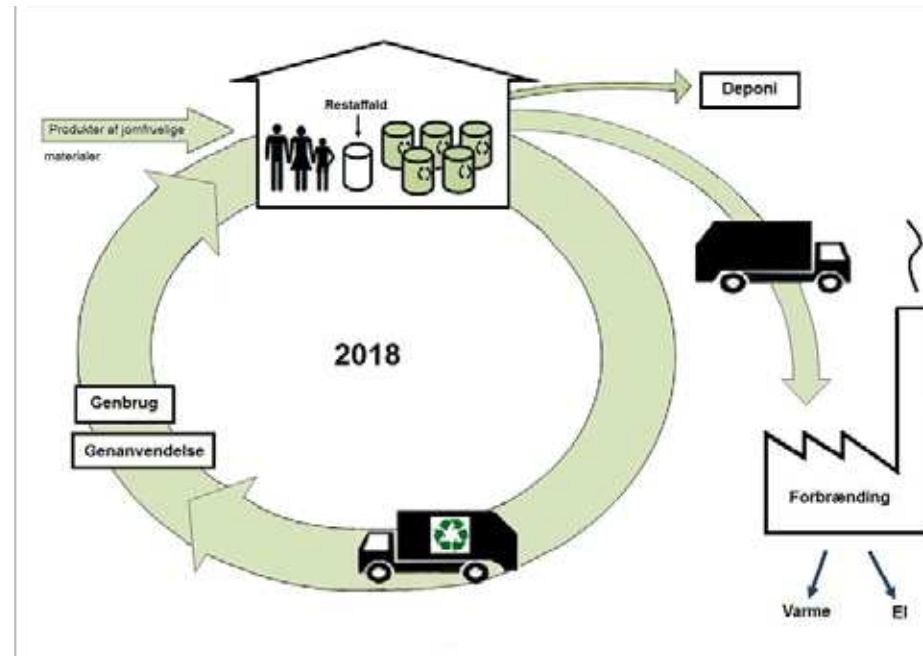 Restaffald
Deponi
Produkter af jomfruelige
materialer
2018
Genbrug
Genanvendelse
Forbrænding
Varme
El